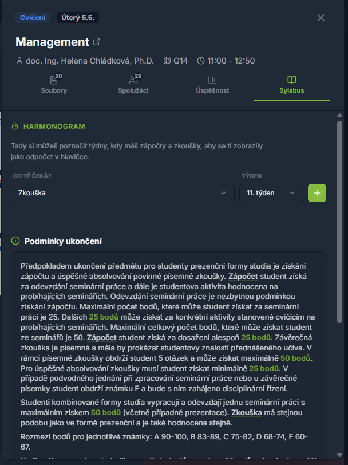 Cvičení Úterý 5.5.
Management
doc. Ing. Helena Chládková, Ph.D. Q14 11:00 - 12:50
20 29
Soubory Spolužáci Úspěšnost Sylabus
HARMONOGRAM
Tady si můžeš poznačit týdny, kdy máš zápočty a zkoušky, aby se ti zobrazily
jako odpočet v hlavičce.
CO TĚ ČEKÁ? TÝDEN
Zkouška 11. týden
Podmínky ukončení
Předpokladem ukončení předmětu pro studenty prezenční formy studia je získání
zápočtu a úspěšné absolvování povinné písemné zkoušky. Zápočet student získá
za odevzdání seminární práce a dále je studentova aktivita hodnocena na
probíhajících seminářích. Odevzdání seminární práce je nezbytnou podmínkou
získání zápočtu. Maximální počet bodů, které může student získat za seminární
práci je 25. Dalších 25 bodů může získat za konkrétní aktivity stanovené cvičícím na
probíhajících seminářích. Maximální celkový počet bodů, které může student získat
ze seminářů je 50. Zápočet student získá za dosažení alespoň 25 bodů. Závěrečná
zkouška je písemná a měla by prokázat studentovy znalosti přednášeného učiva. V
rámci písemné zkoušky obdrží student 5 otázek a může získat maximálně 50 bodů.
Pro úspěšné absolvování zkoušky musí student získat minimálně 25 bodů. V
případě podvodného jednání při zpracování seminární práce nebo u závěrečné
písemky student obdrží známku F a bude s ním zahájeno disciplinární řízení.
Studenti kombinované formy studia vypracují a odevzdají jednu seminární práci s
maximálním ziskem 50 bodů (včetně případné prezentace). Zkouška má stejnou
podobu jako ve formě prezenční a je také hodnocena stejně.
Rozmezí bodů pro jednotlivé známky: A 90-100, B 83-89, C 75-82, D 68-74, E 60-
67.